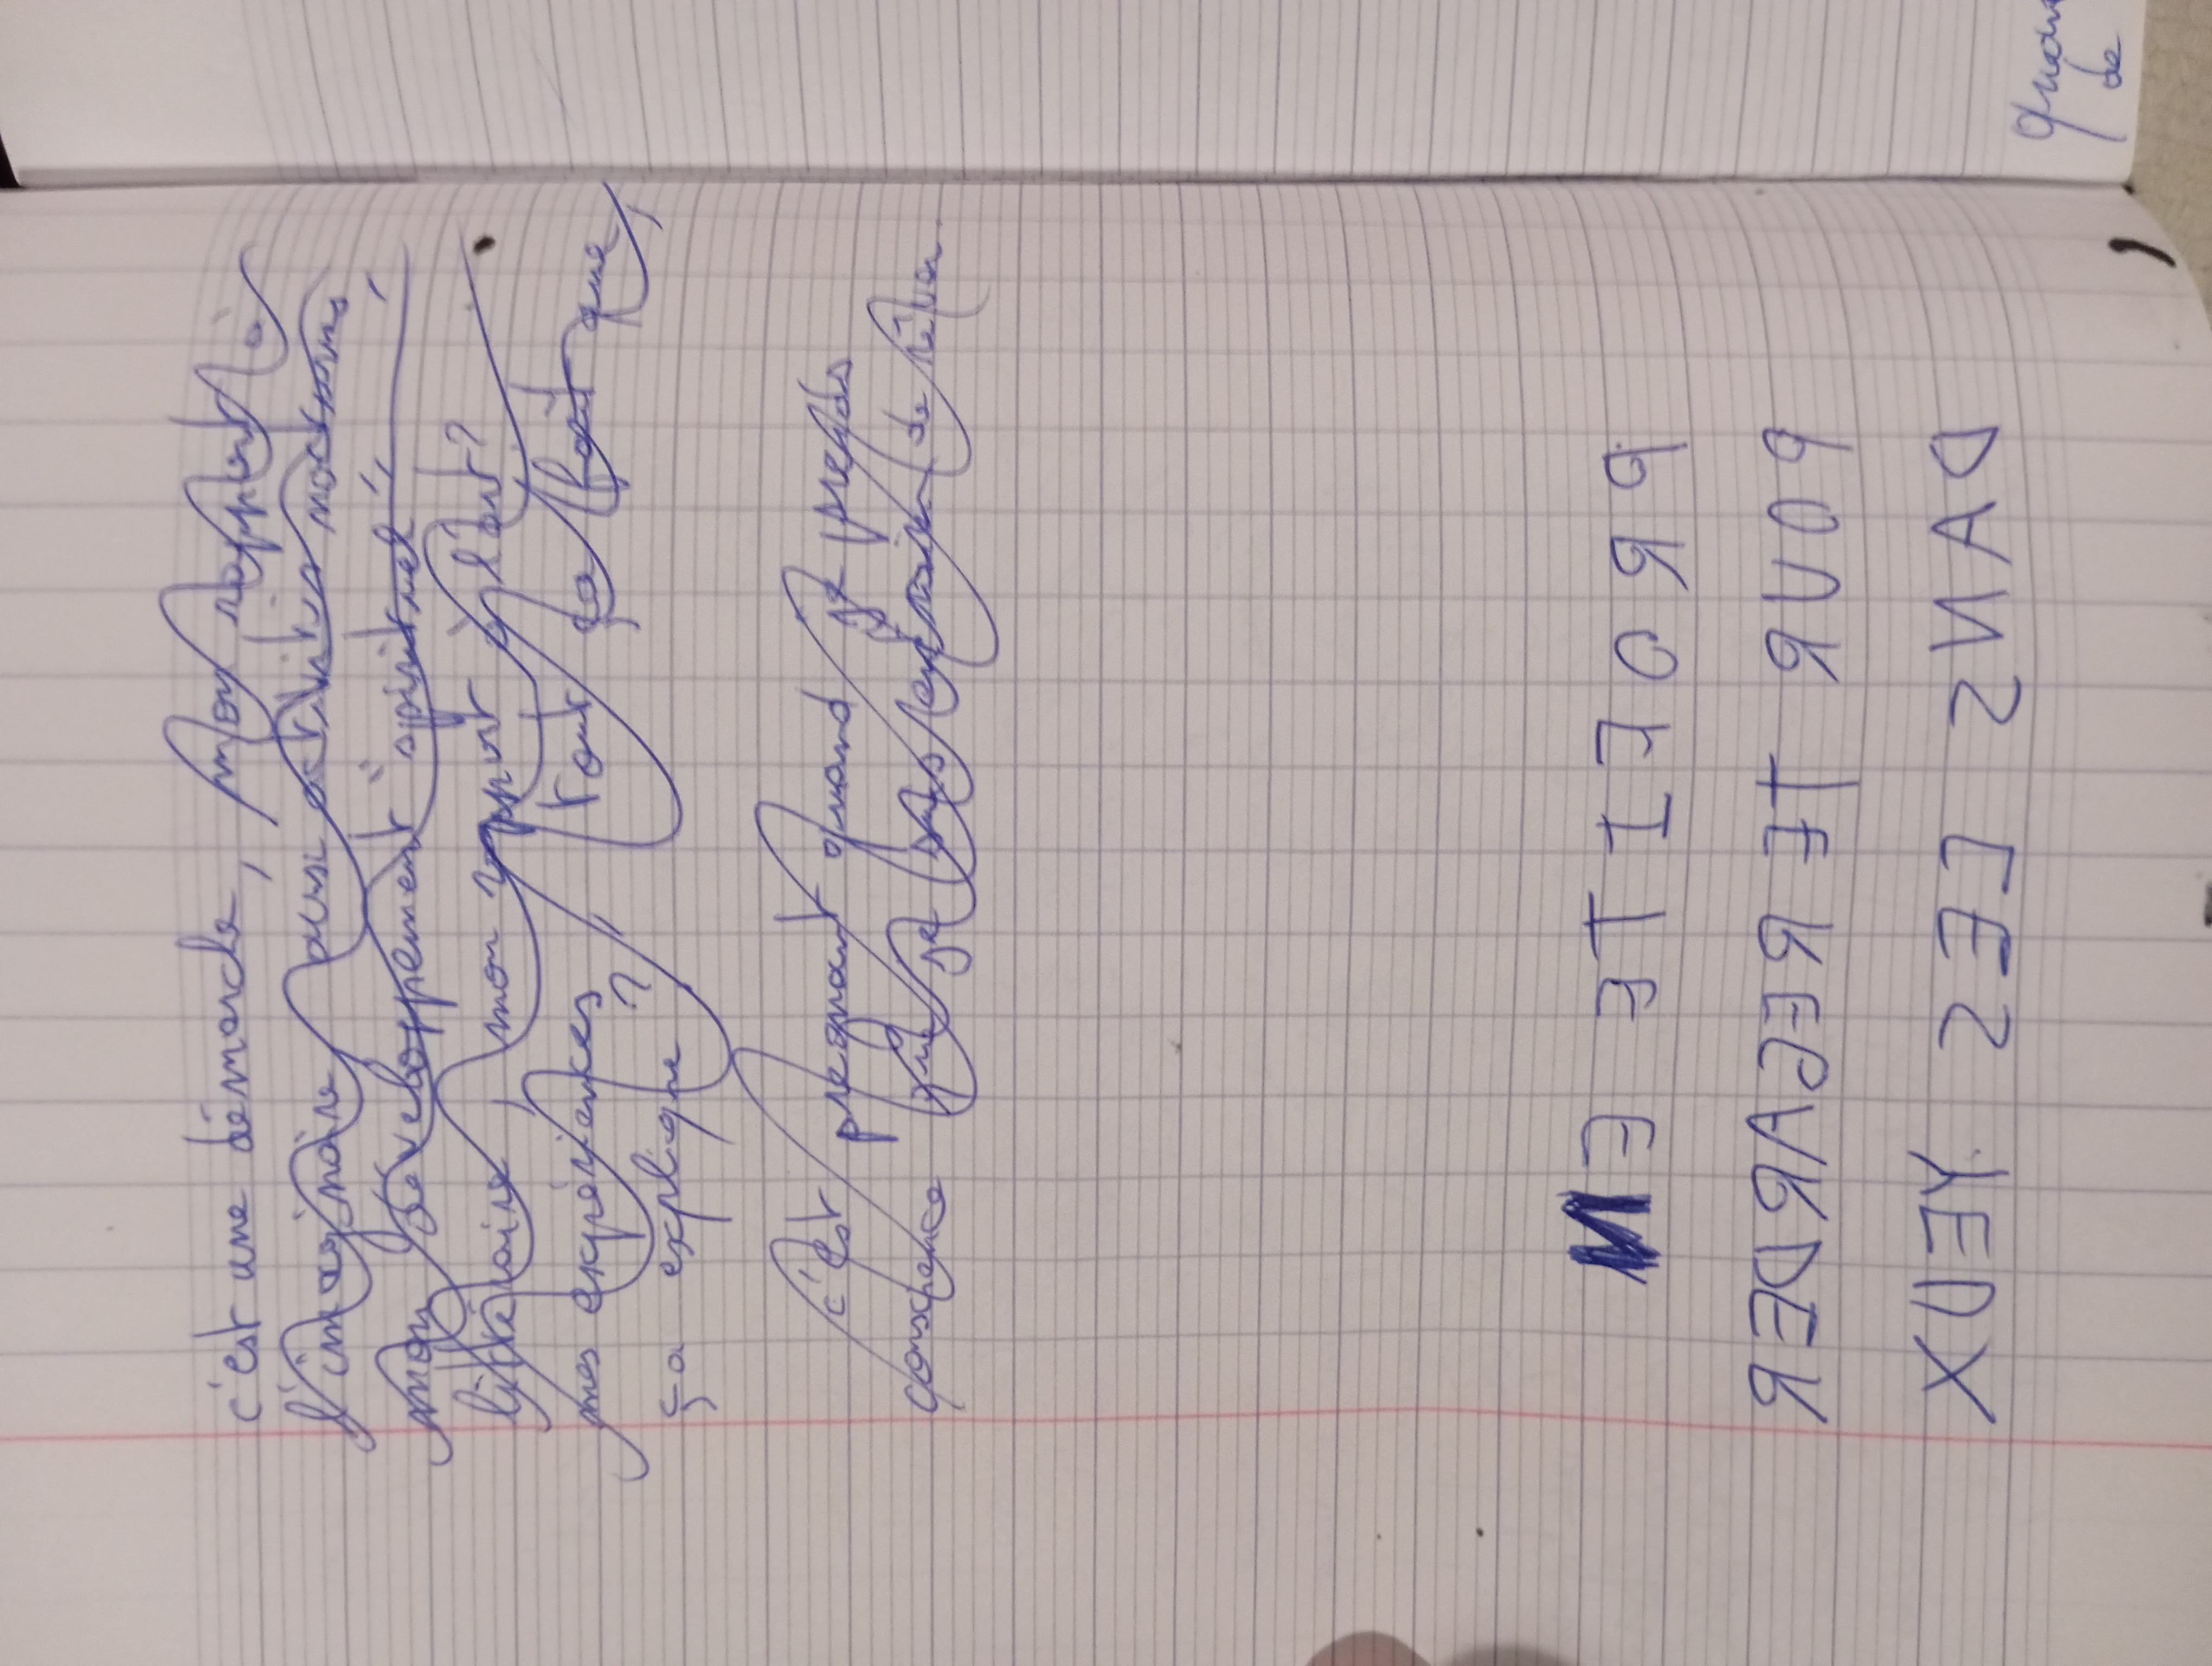 c'est une démarche, mon rapport à
l'imaginaire aussi activités nocturnes
mon développement "spirituel",
littéraire, mon rapport à l'art?
mes expériences, tout ça fait que,
ça explique?
c'est pregnant quand je prends
conscience que je suis en train de rêver.
PROFITE EN
POUR TE REGARDER
DANS LES YEUX
de